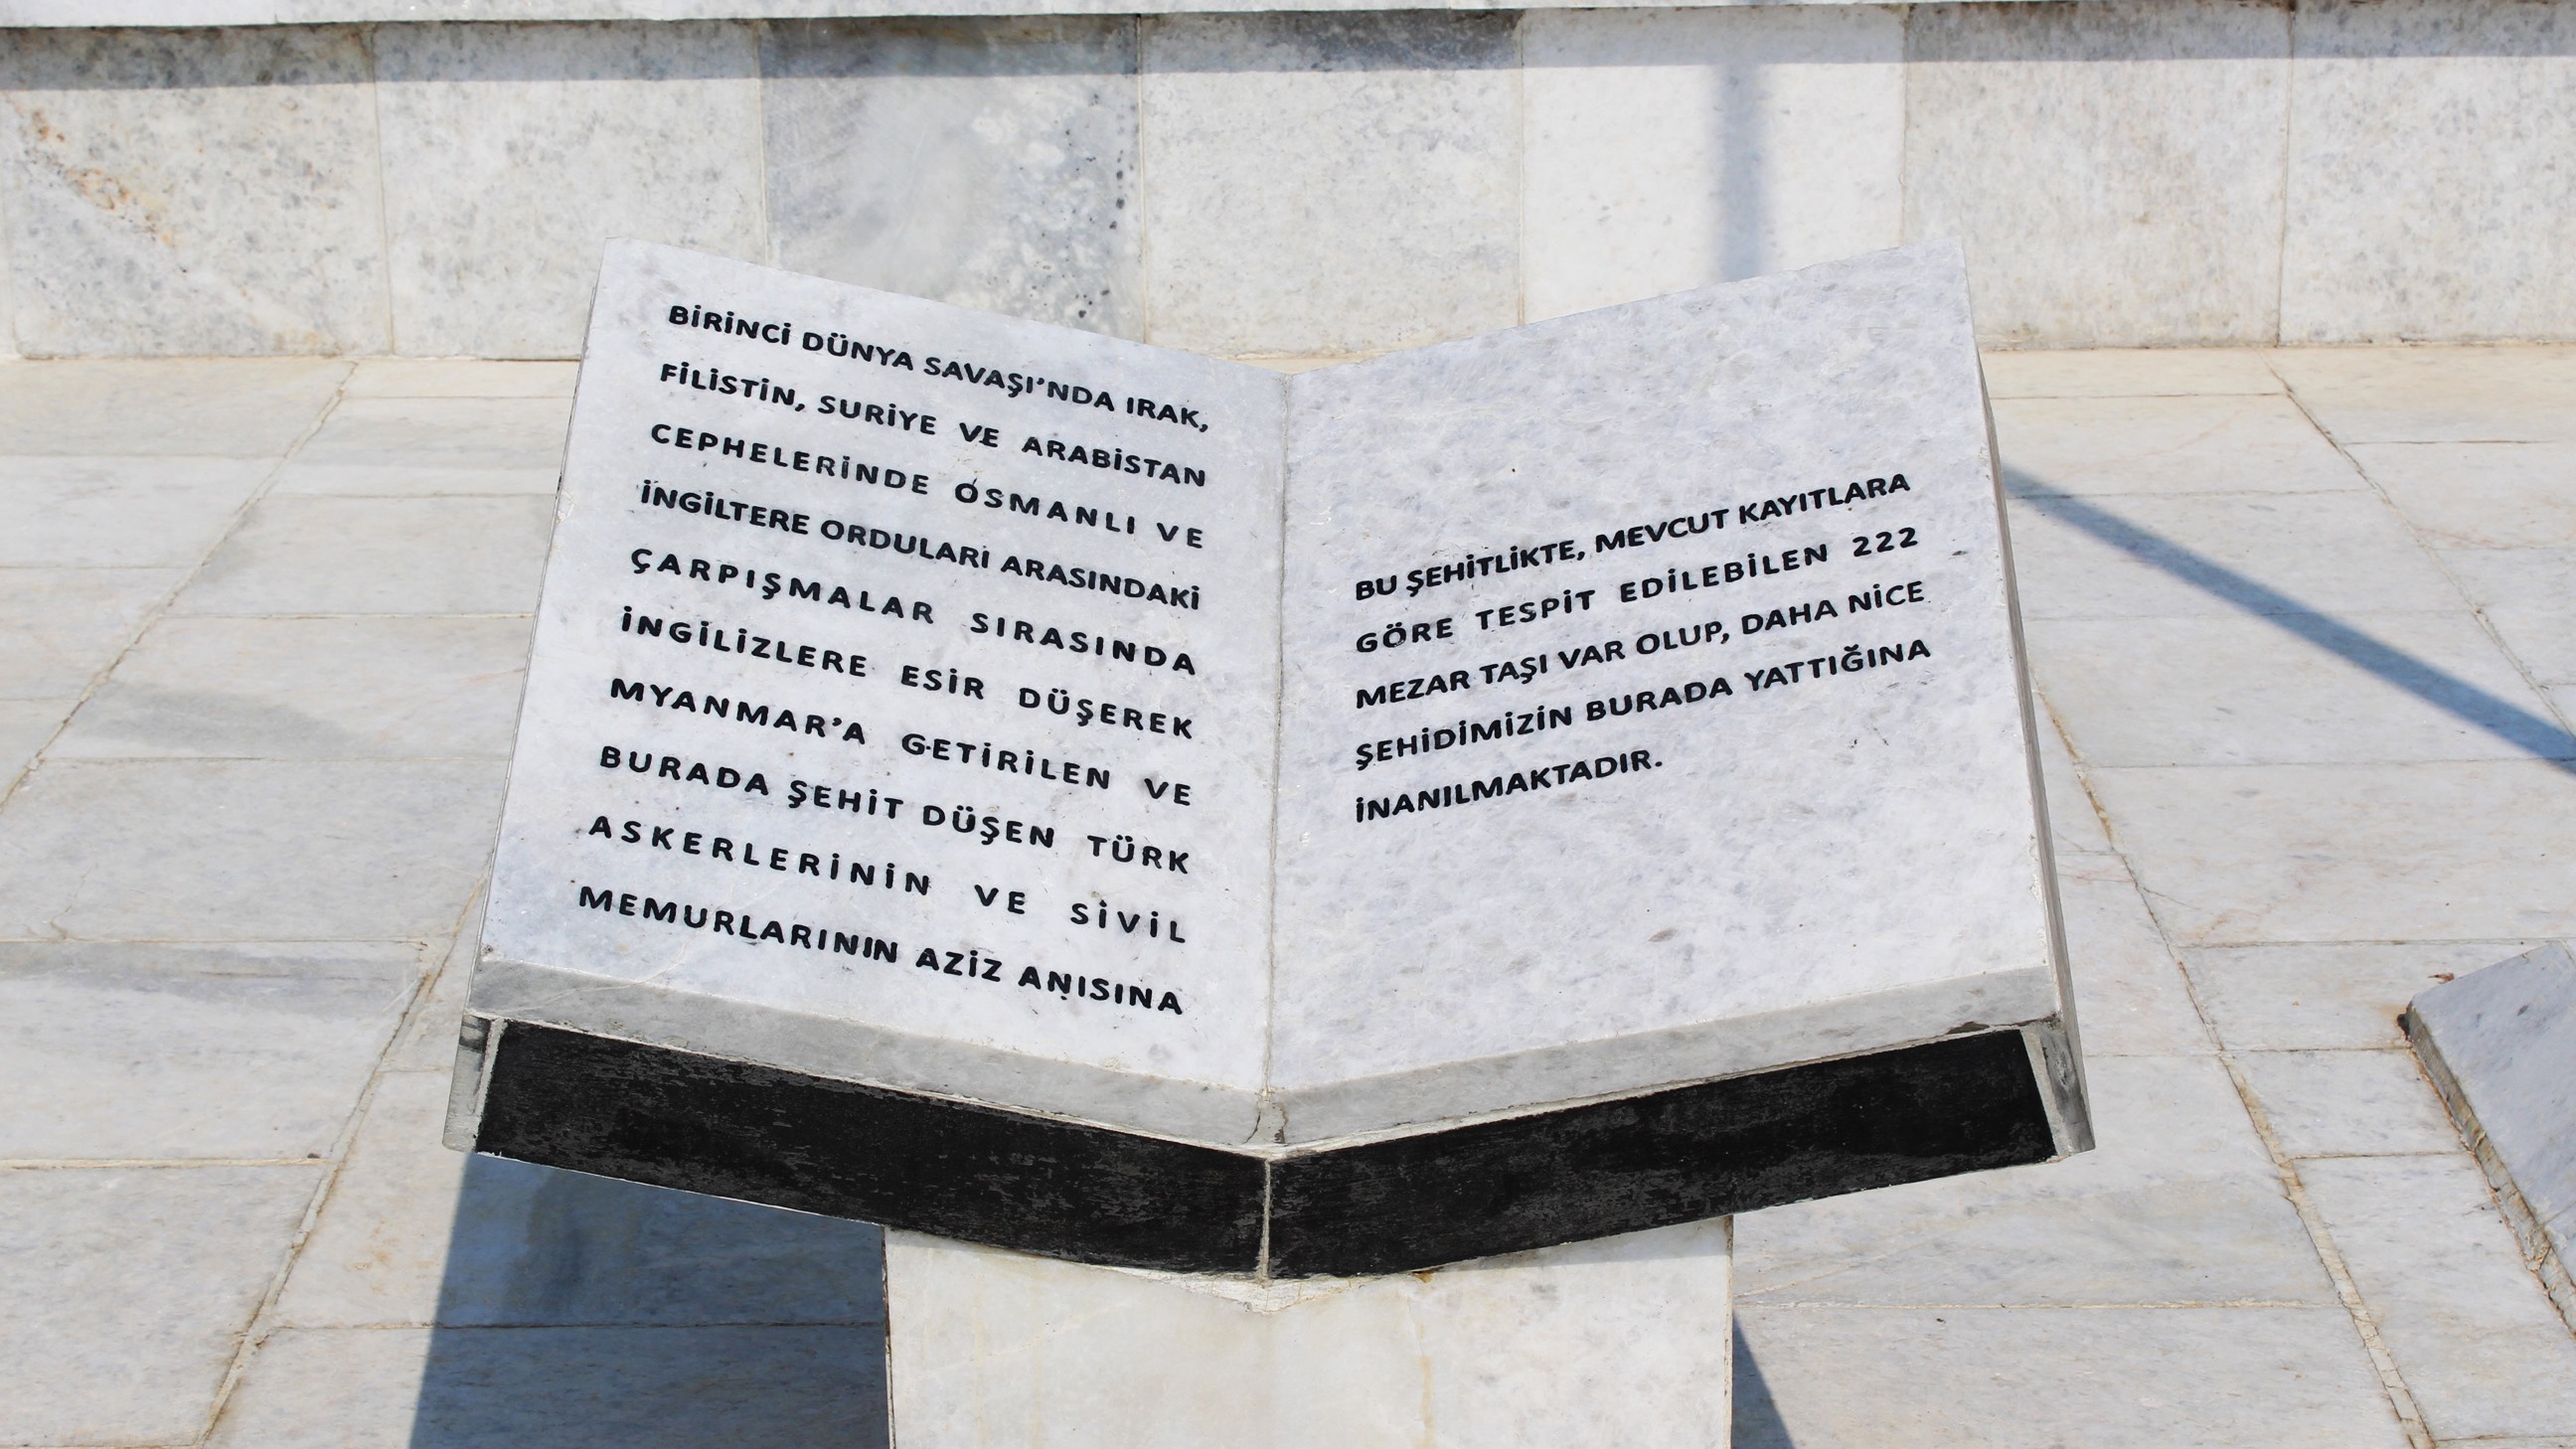 BİRİNCİ DÜNYA SAVAŞI'NDA IRAK,
FİLİSTİN, SURİYE VE ARABİSTAN
CEPHELERİNDE OSMANLI VE
İNGİLTERE ORDULARI ARASINDAKİ
ÇARPIŞMALAR SIRASINDA
İNGİLİZLERE ESİR DÜŞEREK
MYANMAR'A GETİRİLEN VE
BURADA ŞEHİT DÜŞEN TÜRK
ASKERLERİNİN VE SİVİL
MEMURLARININ AZİZ ANISINA
BU ŞEHİTLİKTE, MEVCUT KAYITLARA
GÖRE TESPİT EDİLEBİLEN 222
MEZAR TAŞI VAR OLUP, DAHA NİCE
ŞEHİDİMİZİN BURADA YATTIĞINA
İNANILMAKTADIR.